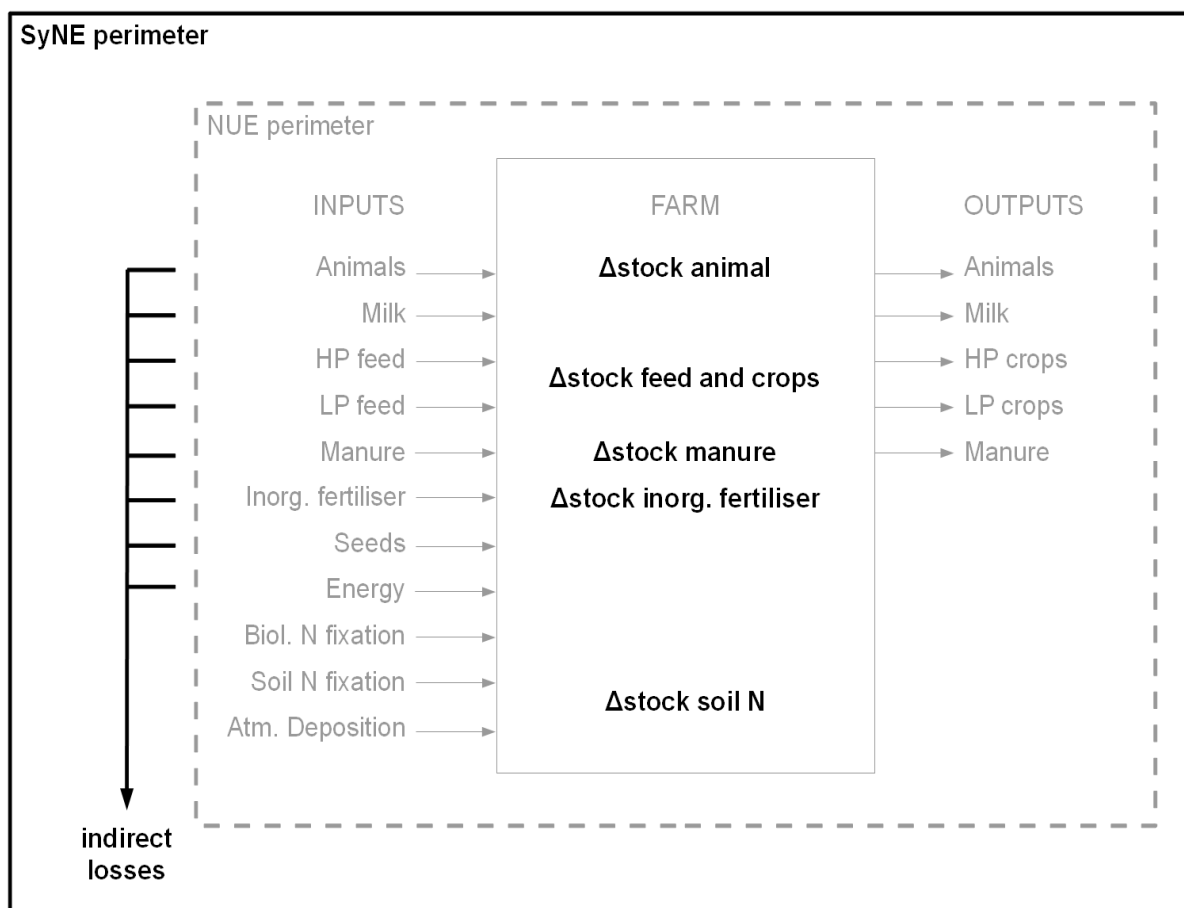 SyNE perimeter
NUE perimeter
INPUTS FARM OUTPUTS
Animals Δstock animal Animals
Milk Milk
HP feed HP crops
Δstock feed and crops
LP feed LP crops
Manure Δstock manure Manure
Inorg. fertiliser Δstock inorg. fertiliser
Seeds
Energy
Biol. N fixation
Soil N fixation
Δstock soil N
Atm. Deposition
indirect
losses